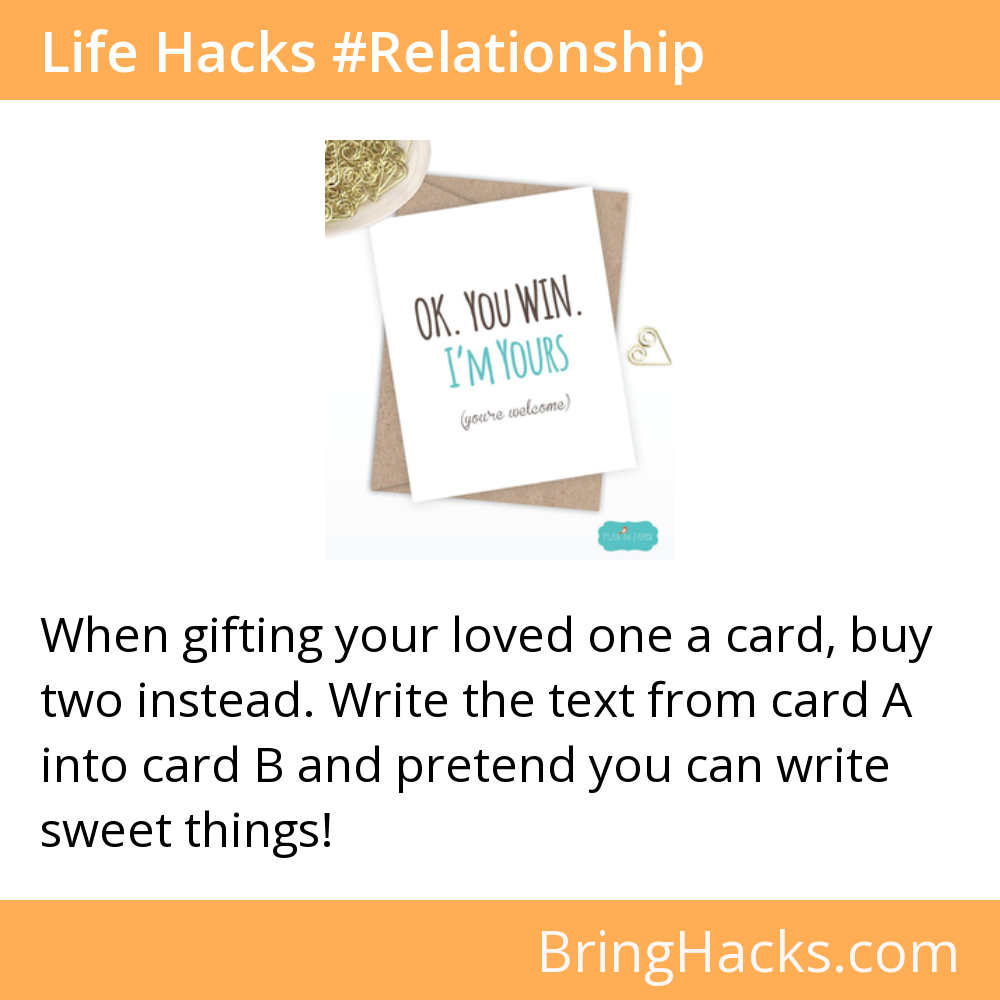 Life Hacks #Relationship
OK. YOU WIN.
I'M YOURS
(you're welcome)
When gifting your loved one a card, buy
two instead. Write the text from card A
into card B and pretend you can write
sweet things!
BringHacks.com